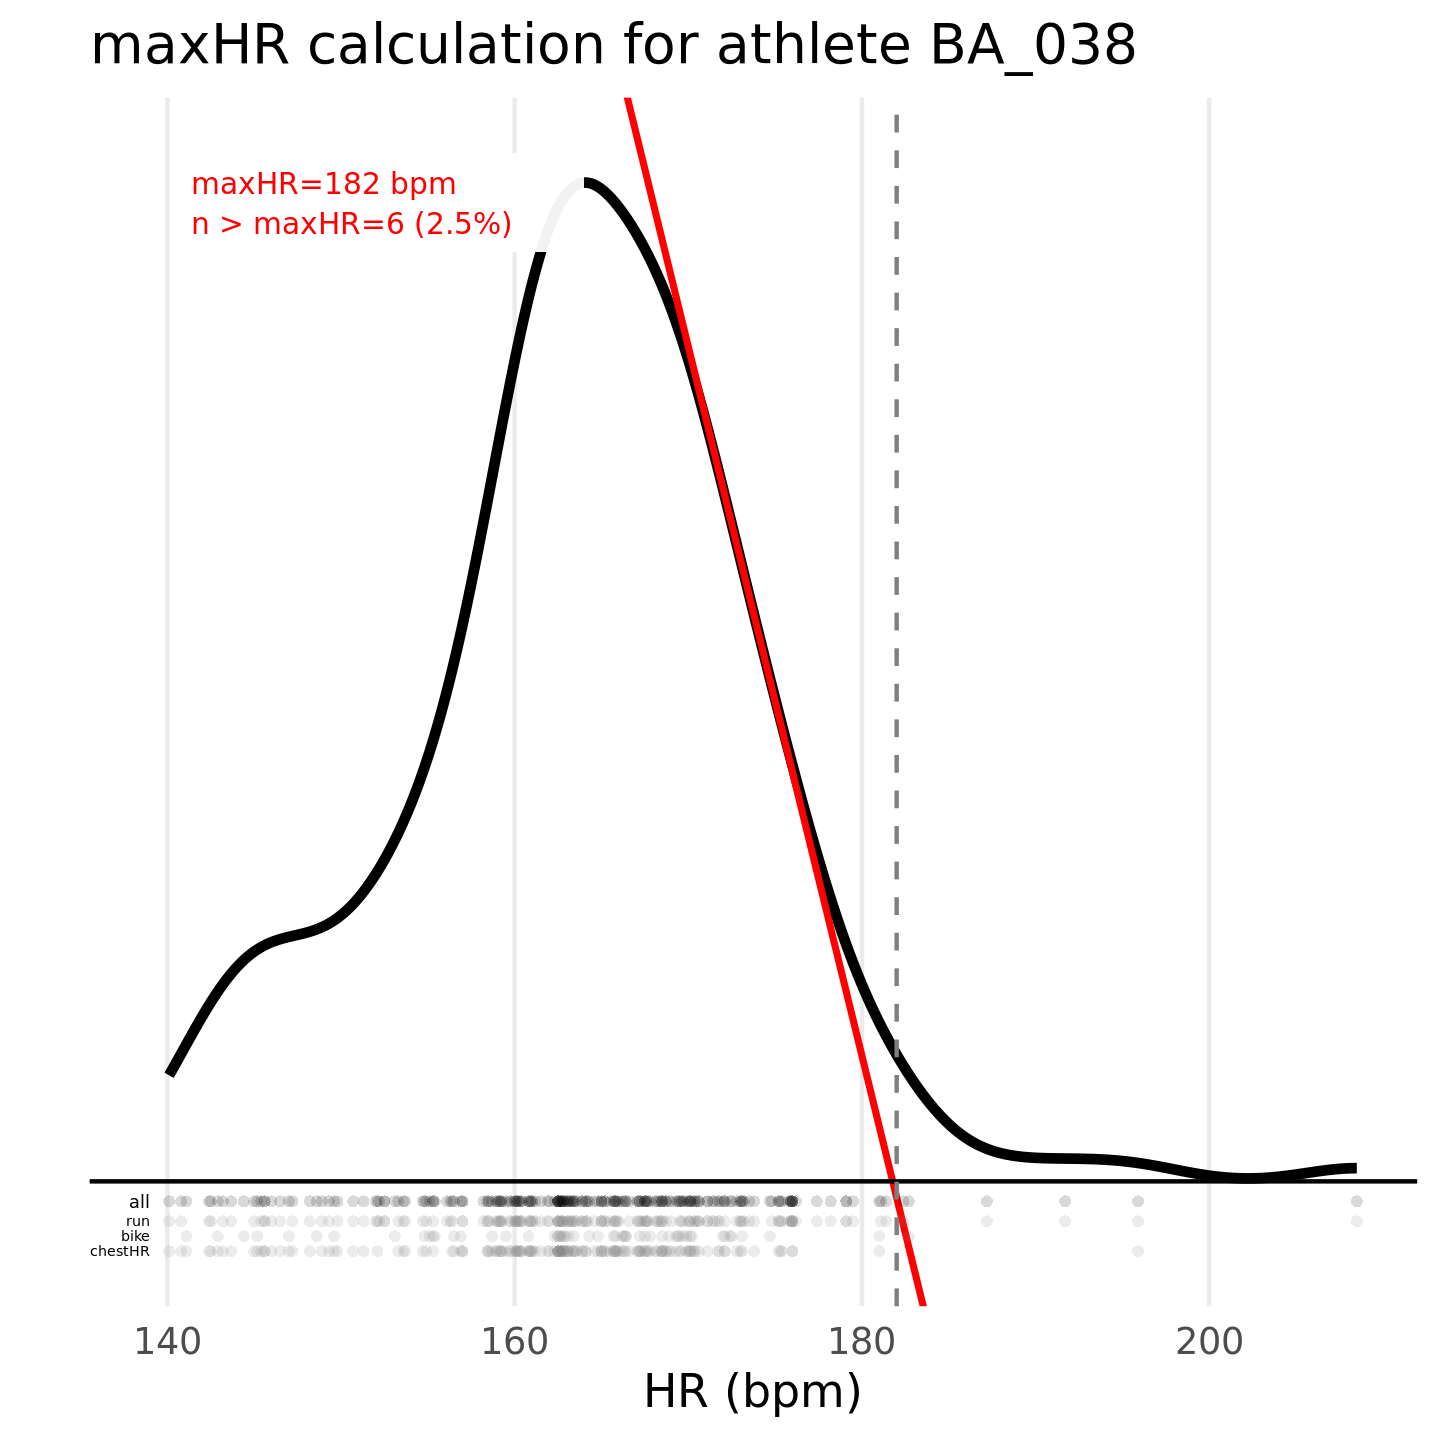 maxHR calculation for athlete BA_038
maxHR=182 bpm
n > maxHR=6 (2.5%)
all
run
bike
chestHR
140 160 180 200
HR (bpm)